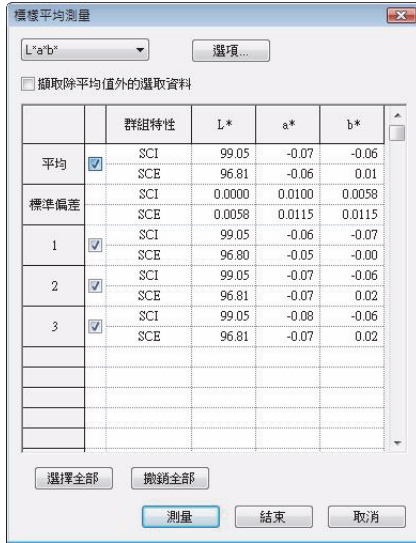 標樣平均測量
L*a*b* 選項...
擷取除平均值外的選取資料
群組特性 L* a* b*
平均 SCI 99.05 -0.07 -0.06
SCE 96.81 -0.06 0.01
標準偏差 SCI 0.0000 0.0100 0.0058
SCE 0.0058 0.0115 0.0115
1 SCI 99.05 -0.06 -0.07
SCE 96.80 -0.05 -0.00
2 SCI 99.05 -0.07 -0.06
SCE 96.81 -0.07 0.02
3 SCI 99.05 -0.08 -0.06
SCE 96.81 -0.07 0.02
選擇全部 撤銷全部
測量 結束 取消